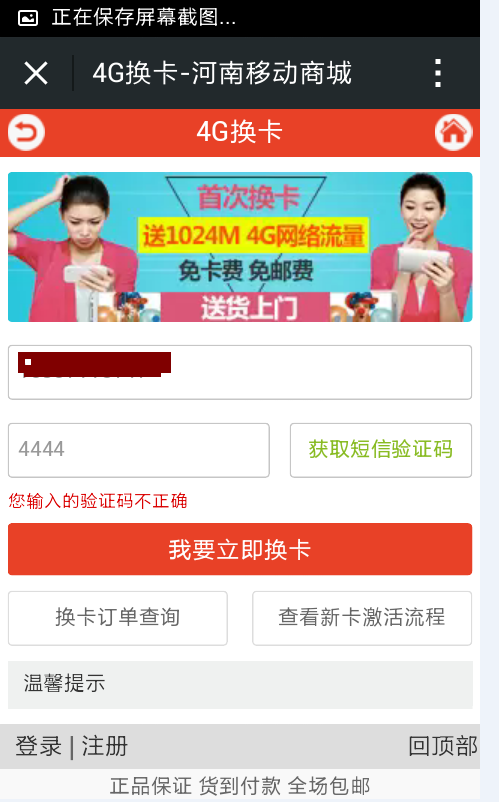 正在保存屏幕截图...
4G换卡-河南移动商城
4G换卡
首次换卡
送1024M 4G网络流量
免卡费 免邮费
送货上门
4444
获取短信验证码
您输入的验证码不正确
我要立即换卡
换卡订单查询
查看新卡激活流程
温馨提示
登录 | 注册
回顶部
正品保证 货到付款 全场包邮